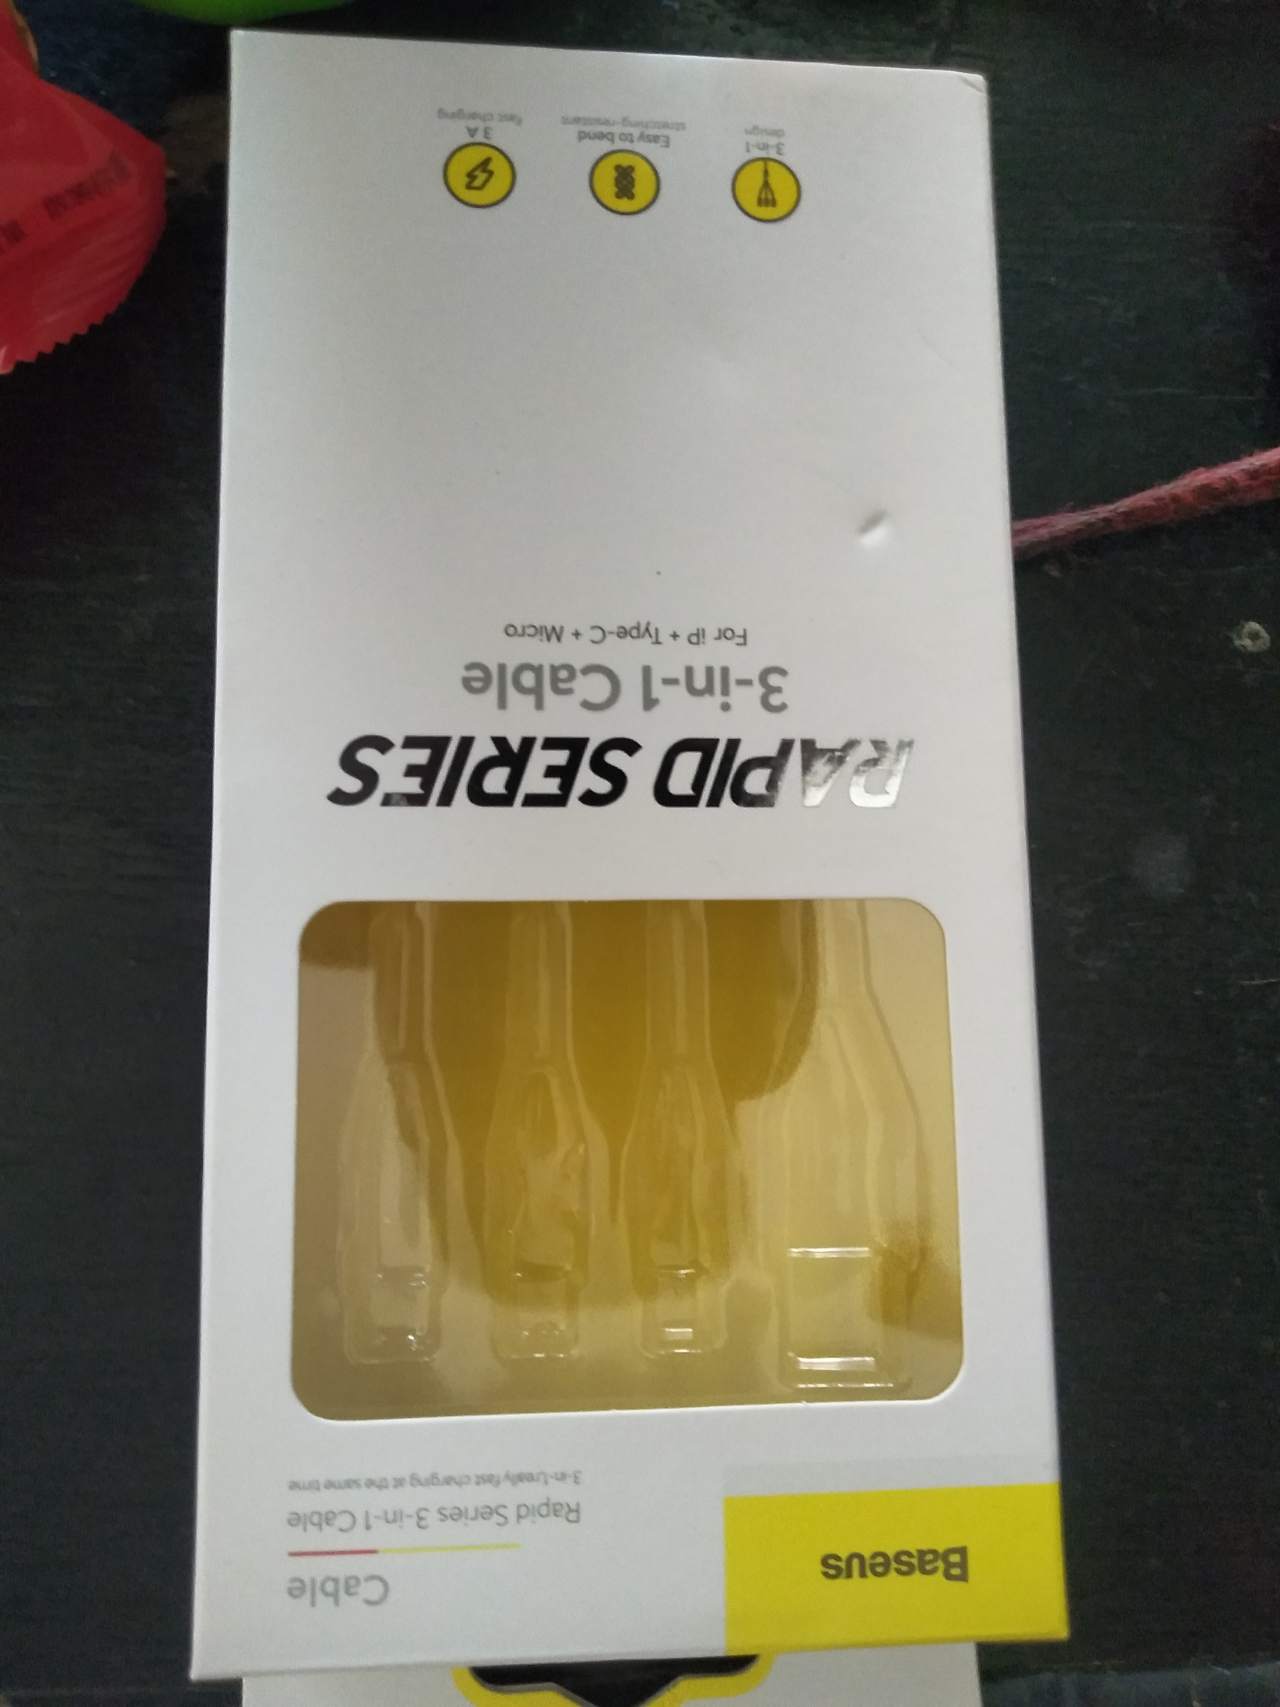 Baseus
Cable
Rapid Series 3-in-1 Cable
3-in-1,really fast charging at the same time
RAPID SERIES
3-in-1 Cable
For iP + Type-C + Micro
3-in-1
design
Easy to bend
stretching-resistant
3 A
fast charging